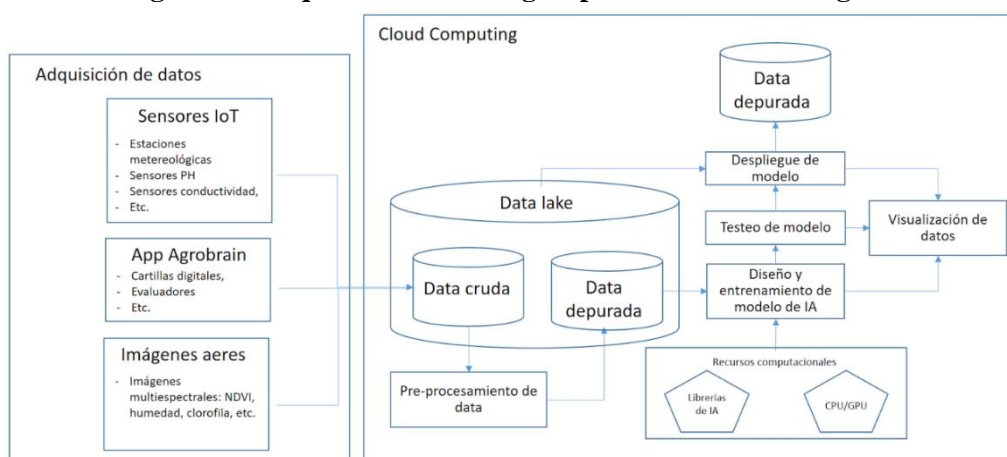 Cloud Computing
Adquisición de datos
Sensores IoT
- Estaciones
metereológicas
- Sensores PH
- Sensores conductividad,
- Etc.
App Agrobrain
- Cartillas digitales,
- Evaluadores
- Etc.
Imágenes aeres
- Imágenes
multiespectrales: NDVI,
humedad, clorofila, etc.
Data lake
Data cruda
Data
depurada
Pre-procesamiento de
data
Data
depurada
Despliegue de
modelo
Testeo de modelo
Diseño y
entrenamiento de
modelo de IA
Visualización de
datos
Recursos computacionales
Librerías
de IA
CPU/GPU